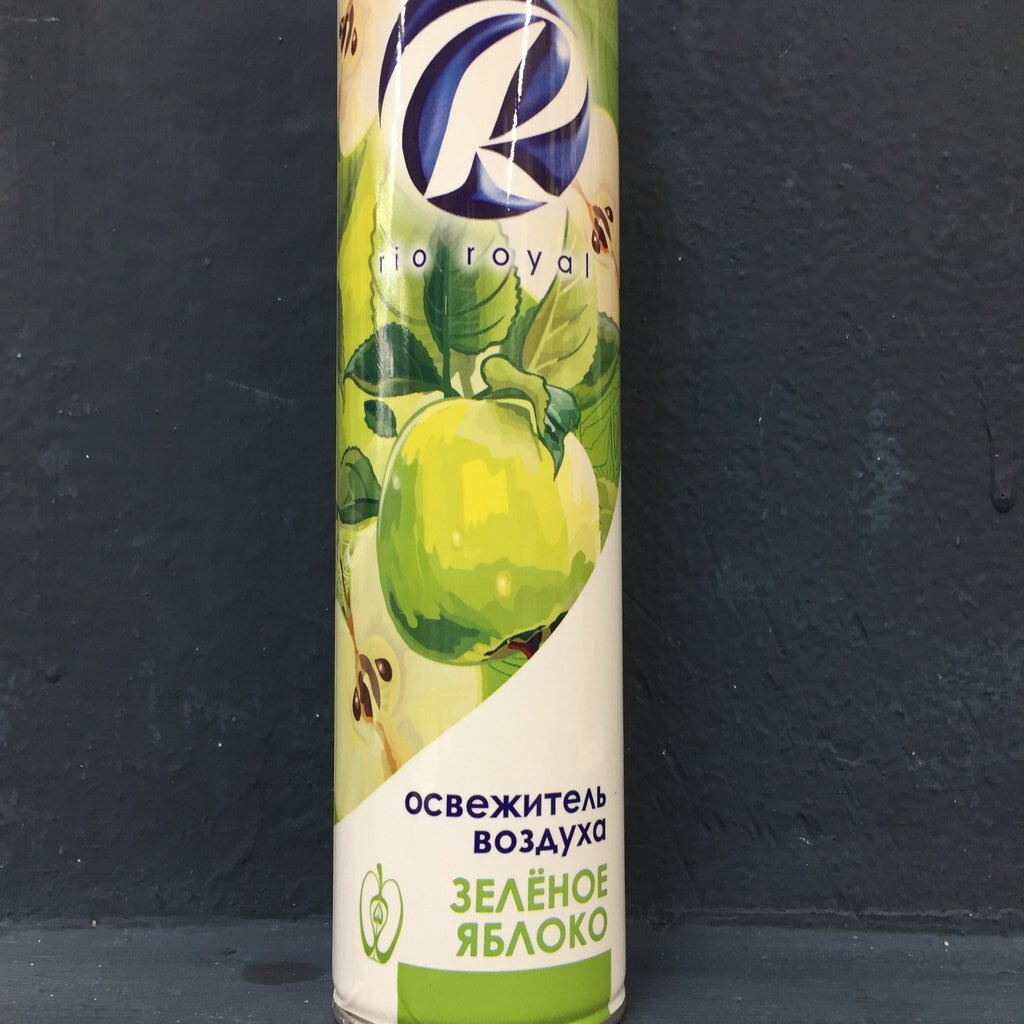 R
rio royal
освежитель
воздуха
ЗЕЛЁНОЕ
ЯБЛОКО